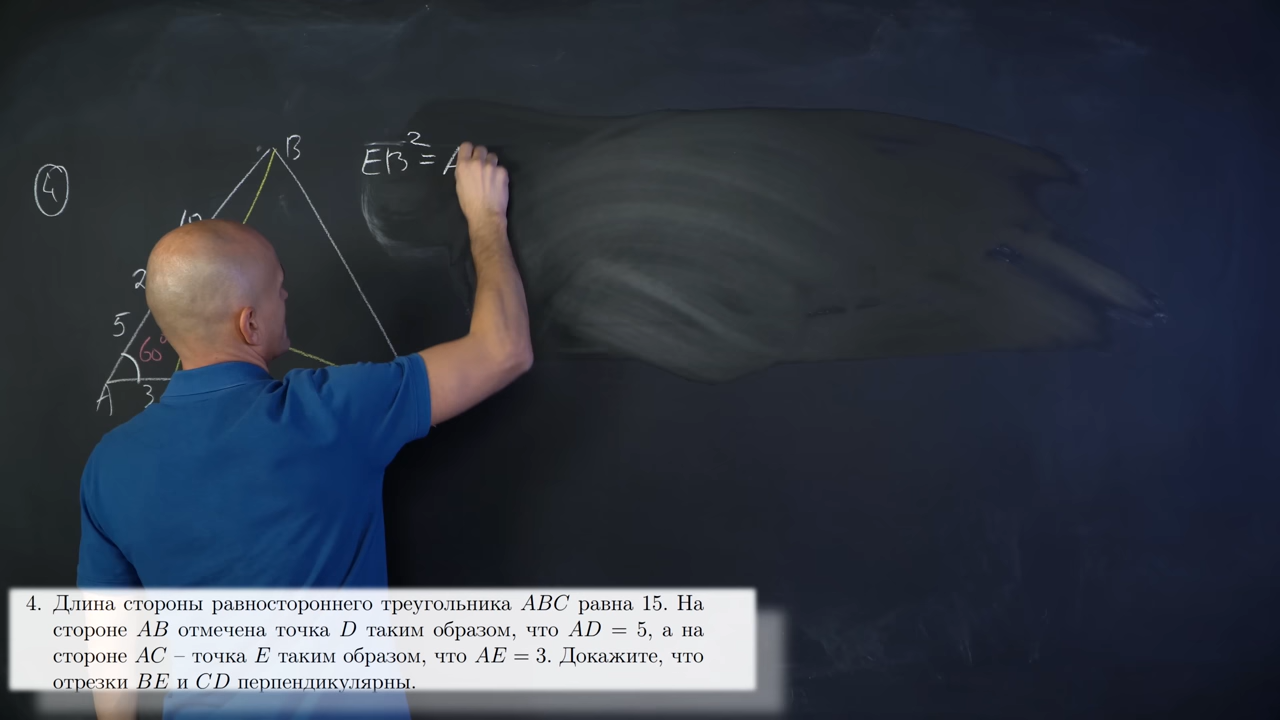 ④
B
EB² = A
10
2
5
60°
A
3
4. Длина стороны равностороннего треугольника ABC равна 15. На
стороне AB отмечена точка D таким образом, что AD = 5, а на
стороне AC – точка E таким образом, что AE = 3. Докажите, что
отрезки BE и CD перпендикулярны.